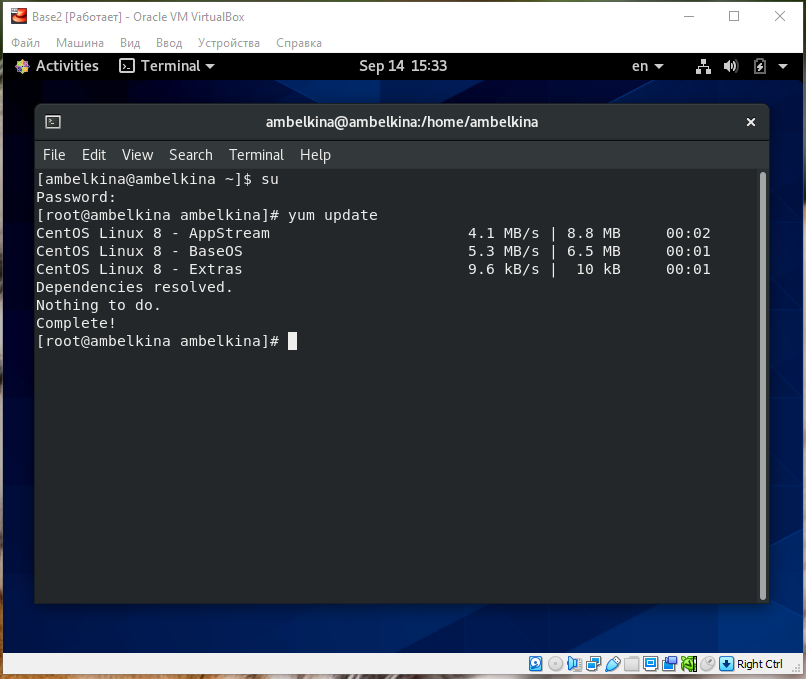 Base2 [Работает] - Oracle VM VirtualBox
Файл Машина Вид Ввод Устройства Справка
Activities Terminal Sep 14 15:33 en
ambelkina@ambelkina:/home/ambelkina
File Edit View Search Terminal Help
[ambelkina@ambelkina ~]$ su
Password:
[root@ambelkina ambelkina]# yum update
CentOS Linux 8 - AppStream 4.1 MB/s | 8.8 MB 00:02
CentOS Linux 8 - BaseOS 5.3 MB/s | 6.5 MB 00:01
CentOS Linux 8 - Extras 9.6 kB/s | 10 kB 00:01
Dependencies resolved.
Nothing to do.
Complete!
[root@ambelkina ambelkina]#
Right Ctrl